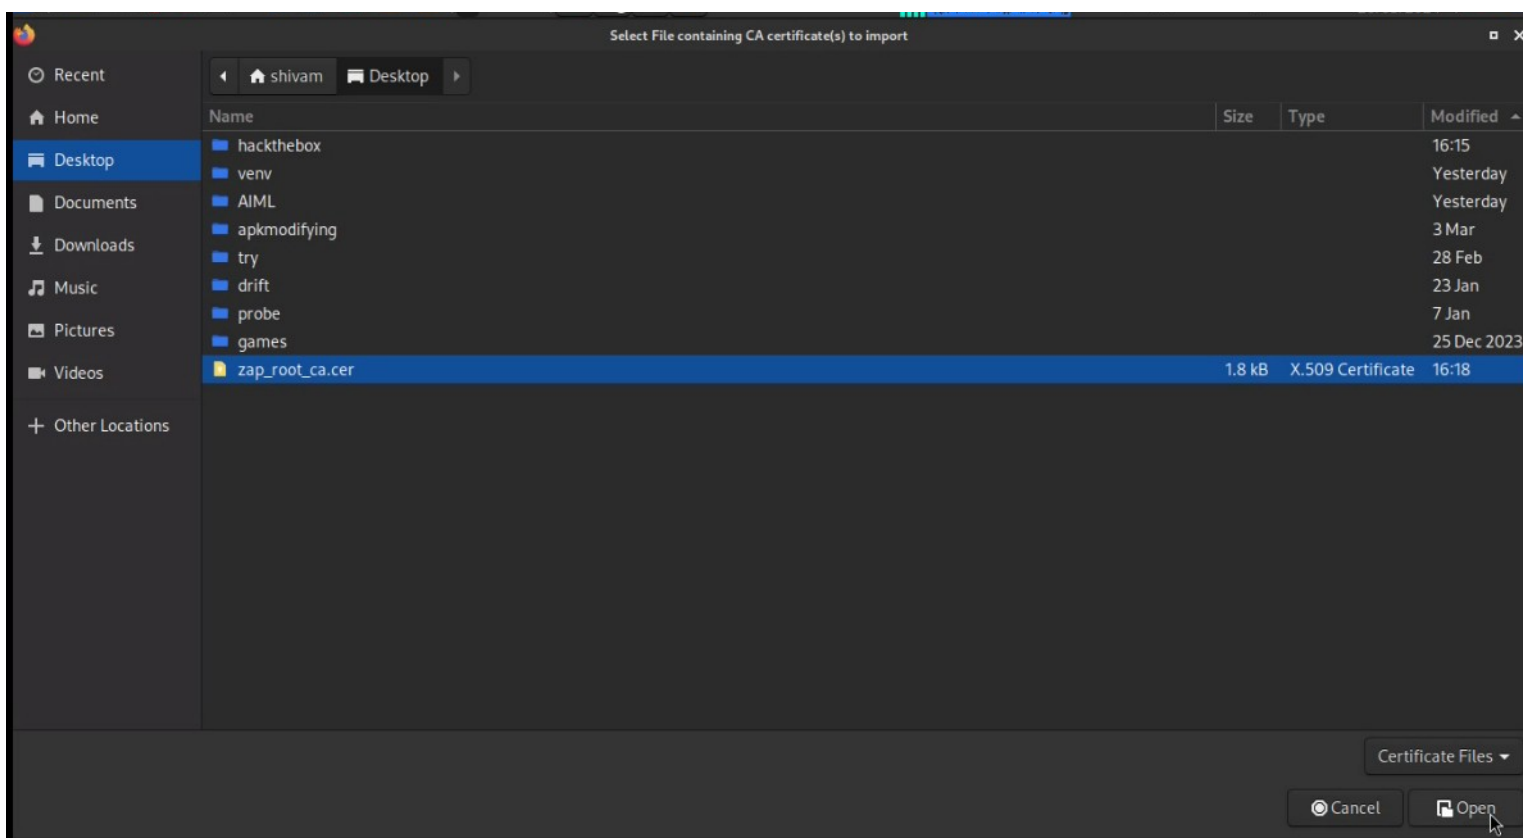 Select File containing CA certificate(s) to import
Recent
shivam Desktop
Home
Name Size Type Modified
hackthebox 16:15
Desktop
venv Yesterday
AIML Yesterday
Documents
apkmodifying 3 Mar
Downloads
try 28 Feb
drift 23 Jan
Music
probe 7 Jan
Pictures
games 25 Dec 2023
Videos
zap_root_ca.cer 1.8 kB X.509 Certificate 16:18
Other Locations
Certificate Files
Cancel Open